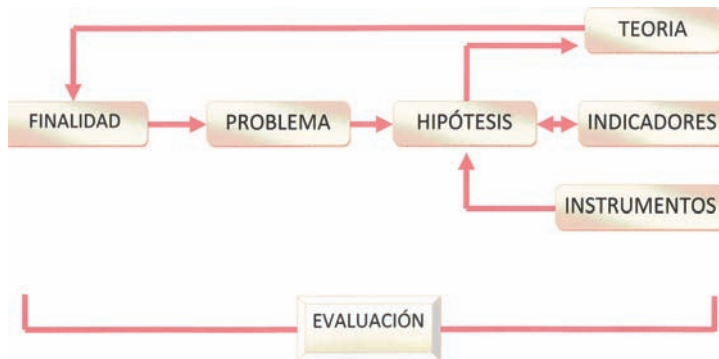 TEORIA
FINALIDAD
PROBLEMA
HIPÓTESIS
INDICADORES
INSTRUMENTOS
EVALUACIÓN